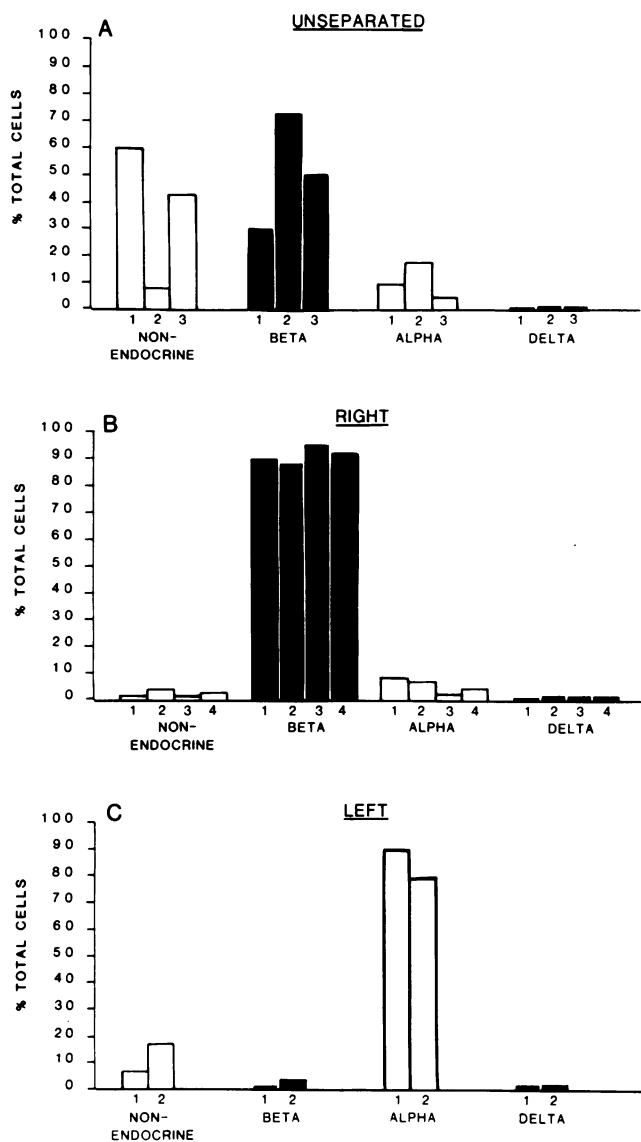 A
UNSEPARATED
% TOTAL CELLS
100
90
80
70
60
50
40
30
20
10
0
1 2 3 1 2 3 1 2 3 1 2 3
NON-ENDOCRINE BETA ALPHA DELTA
B
RIGHT
% TOTAL CELLS
100
90
80
70
60
50
40
30
20
10
0
1 2 3 4 1 2 3 4 1 2 3 4 1 2 3 4
NON-ENDOCRINE BETA ALPHA DELTA
C
LEFT
% TOTAL CELLS
100
90
80
70
60
50
40
30
20
10
0
1 2 1 2 1 2 1 2
NON-ENDOCRINE BETA ALPHA DELTA